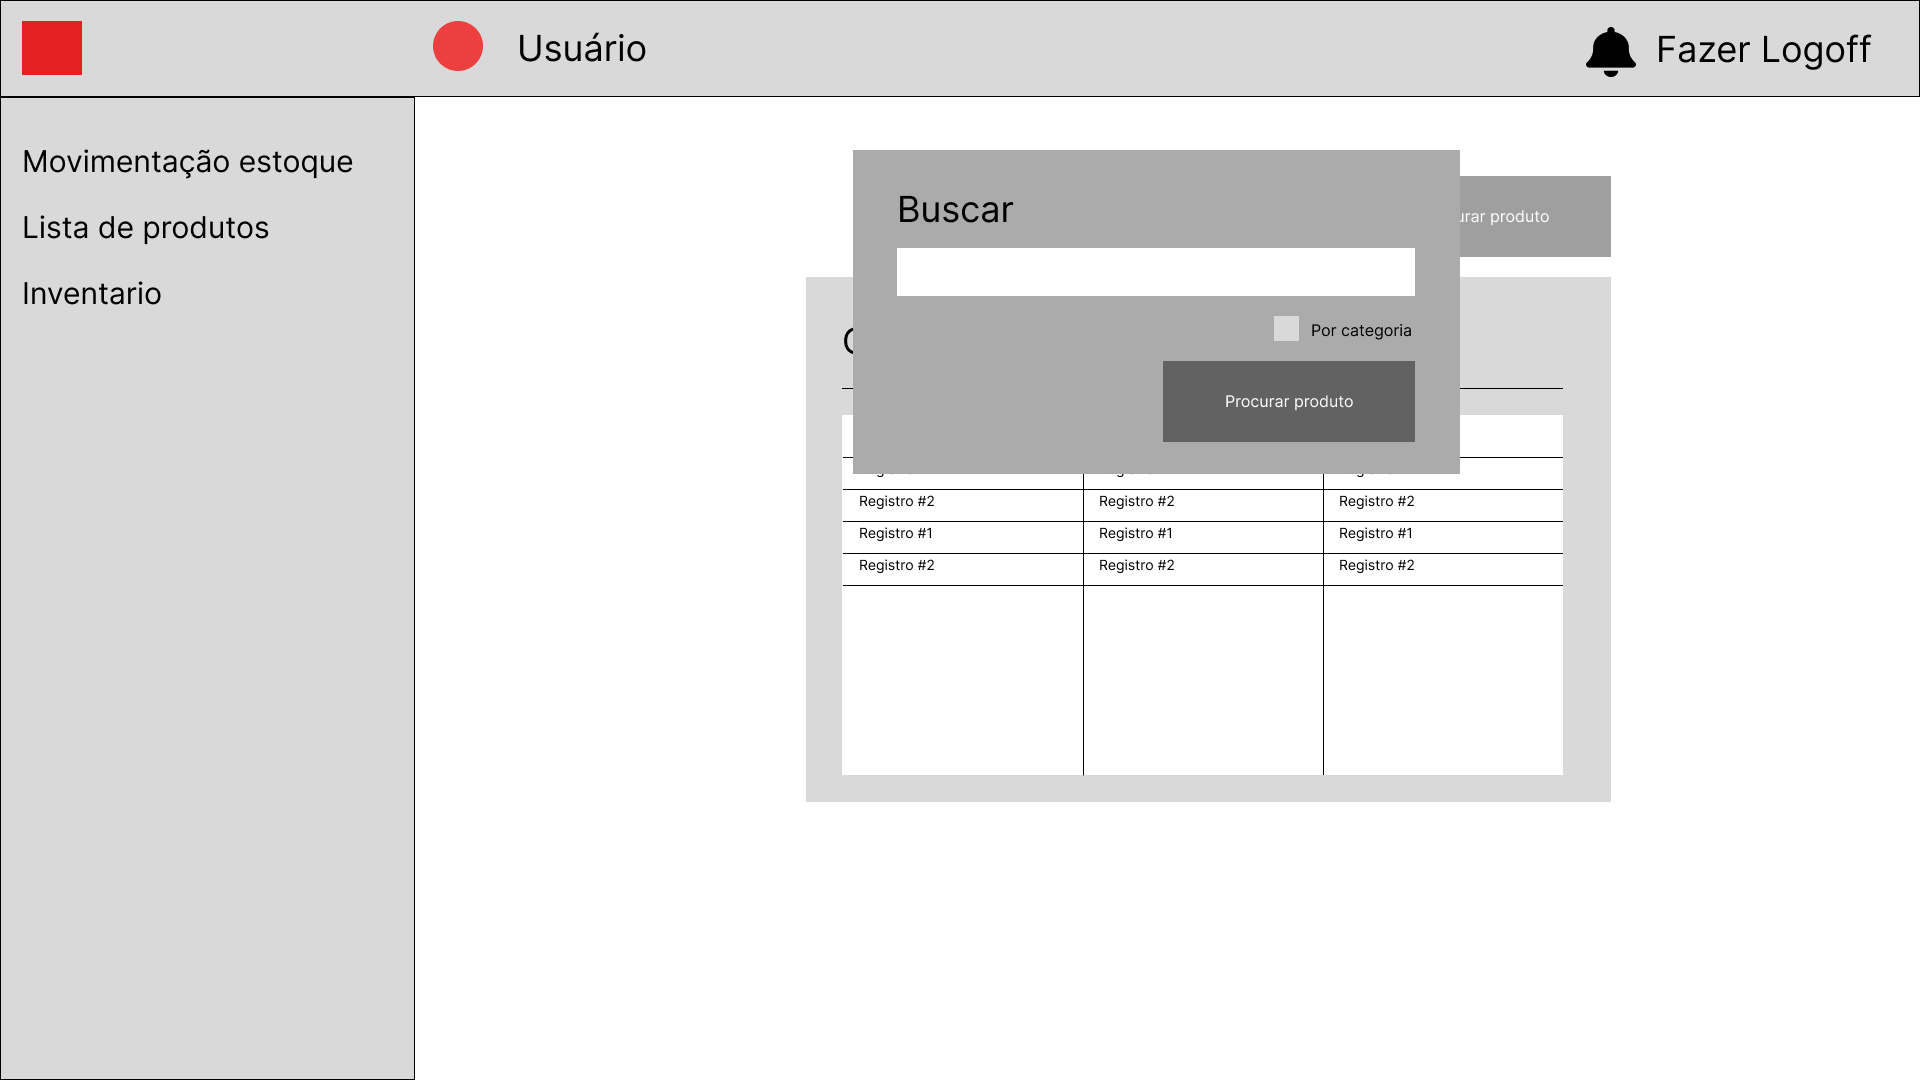 Usuário
Fazer Logoff
Movimentação estoque
Lista de produtos
Inventario
Buscar
urar produto
Por categoria
Procurar produto
Registro #2 Registro #2 Registro #2
Registro #1 Registro #1 Registro #1
Registro #2 Registro #2 Registro #2